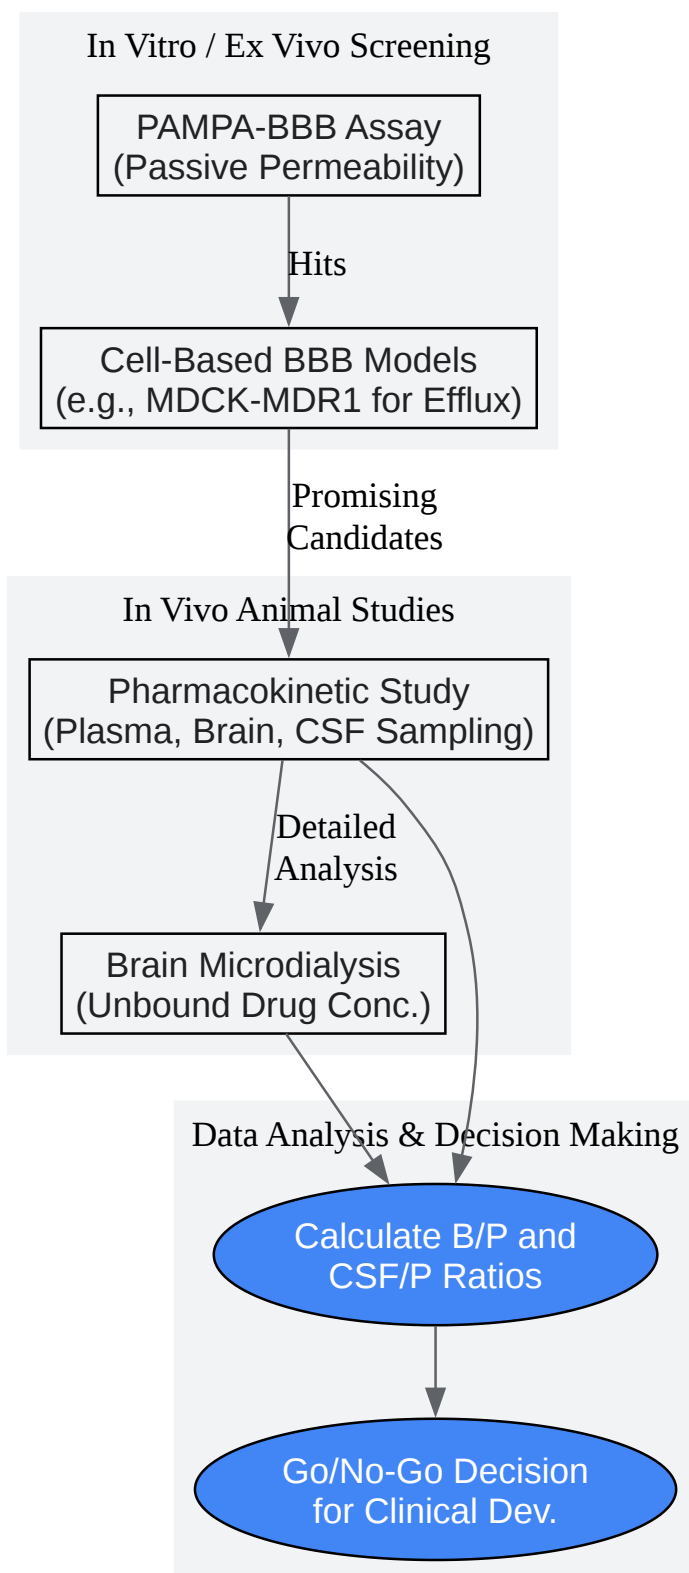 In Vitro / Ex Vivo Screening
PAMPA-BBB Assay
(Passive Permeability)
Hits
Cell-Based BBB Models
(e.g., MDCK-MDR1 for Efflux)
Promising
Candidates
In Vivo Animal Studies
Pharmacokinetic Study
(Plasma, Brain, CSF Sampling)
Detailed
Analysis
Brain Microdialysis
(Unbound Drug Conc.)
Data Analysis & Decision Making
Calculate B/P and
CSF/P Ratios
Go/No-Go Decision
for Clinical Dev.